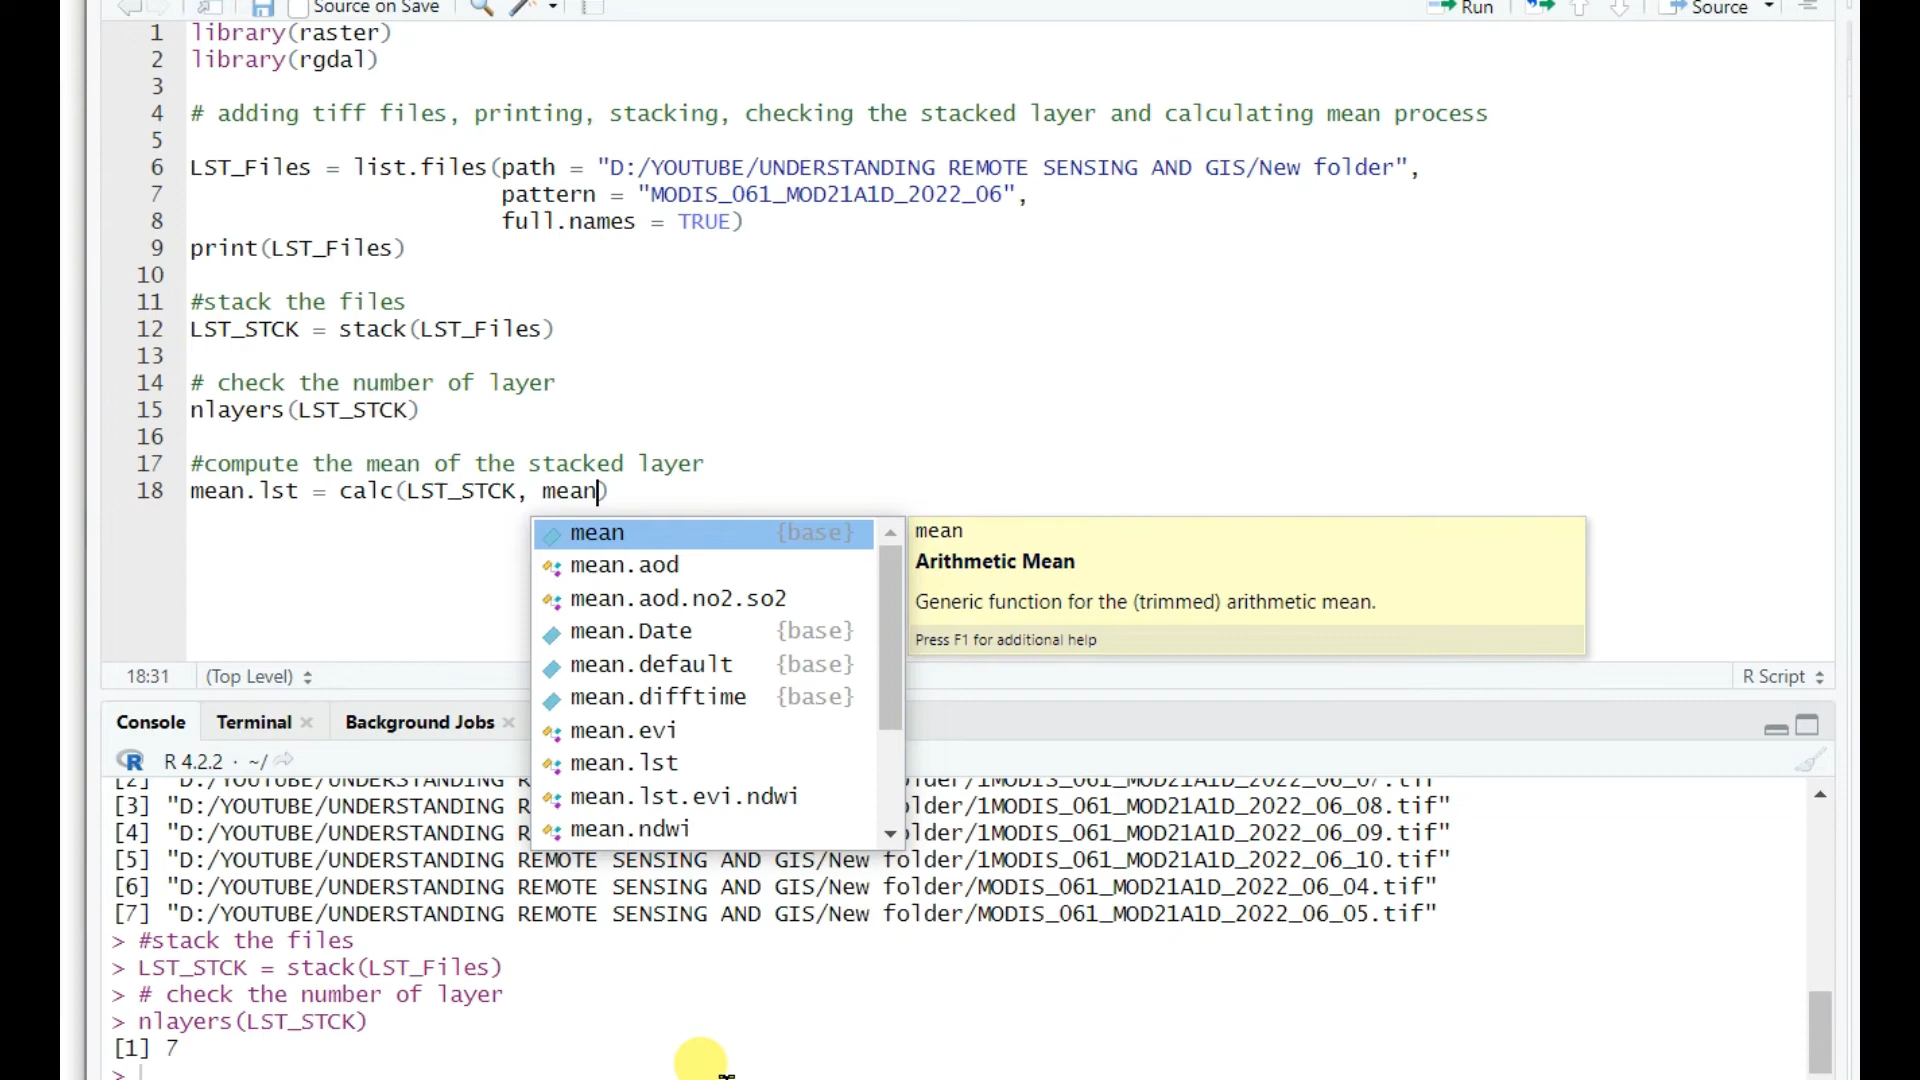 Source on Save
Run
Source
1 library(raster)
2 library(rgdal)
3
4 # adding tiff files, printing, stacking, checking the stacked layer and calculating mean process
5
6 LST_Files = list.files(path = "D:/YOUTUBE/UNDERSTANDING REMOTE SENSING AND GIS/New folder",
7 pattern = "MODIS_061_MOD21A1D_2022_06",
8 full.names = TRUE)
9 print(LST_Files)
10
11 #stack the files
12 LST_STCK = stack(LST_Files)
13
14 # check the number of layer
15 nlayers(LST_STCK)
16
17 #compute the mean of the stacked layer
18 mean.lst = calc(LST_STCK, mean)
mean {base}
mean.aod
mean.aod.no2.so2
mean.Date {base}
mean.default {base}
mean.difftime {base}
mean.evi
mean.lst
mean.lst.evi.ndwi
mean.ndwi
mean
Arithmetic Mean
Generic function for the (trimmed) arithmetic mean.
Press F1 for additional help
18:31 (Top Level) R Script
Console Terminal Background Jobs
R 4.2.2 · ~/
[2] "D:/YOUTUBE/UNDERSTANDING R older/1MODIS_061_MOD21A1D_2022_06_07.tif"
[3] "D:/YOUTUBE/UNDERSTANDING R older/1MODIS_061_MOD21A1D_2022_06_08.tif"
[4] "D:/YOUTUBE/UNDERSTANDING R older/1MODIS_061_MOD21A1D_2022_06_09.tif"
[5] "D:/YOUTUBE/UNDERSTANDING REMOTE SENSING AND GIS/New folder/1MODIS_061_MOD21A1D_2022_06_10.tif"
[6] "D:/YOUTUBE/UNDERSTANDING REMOTE SENSING AND GIS/New folder/MODIS_061_MOD21A1D_2022_06_04.tif"
[7] "D:/YOUTUBE/UNDERSTANDING REMOTE SENSING AND GIS/New folder/MODIS_061_MOD21A1D_2022_06_05.tif"
> #stack the files
> LST_STCK = stack(LST_Files)
> # check the number of layer
> nlayers(LST_STCK)
[1] 7
>